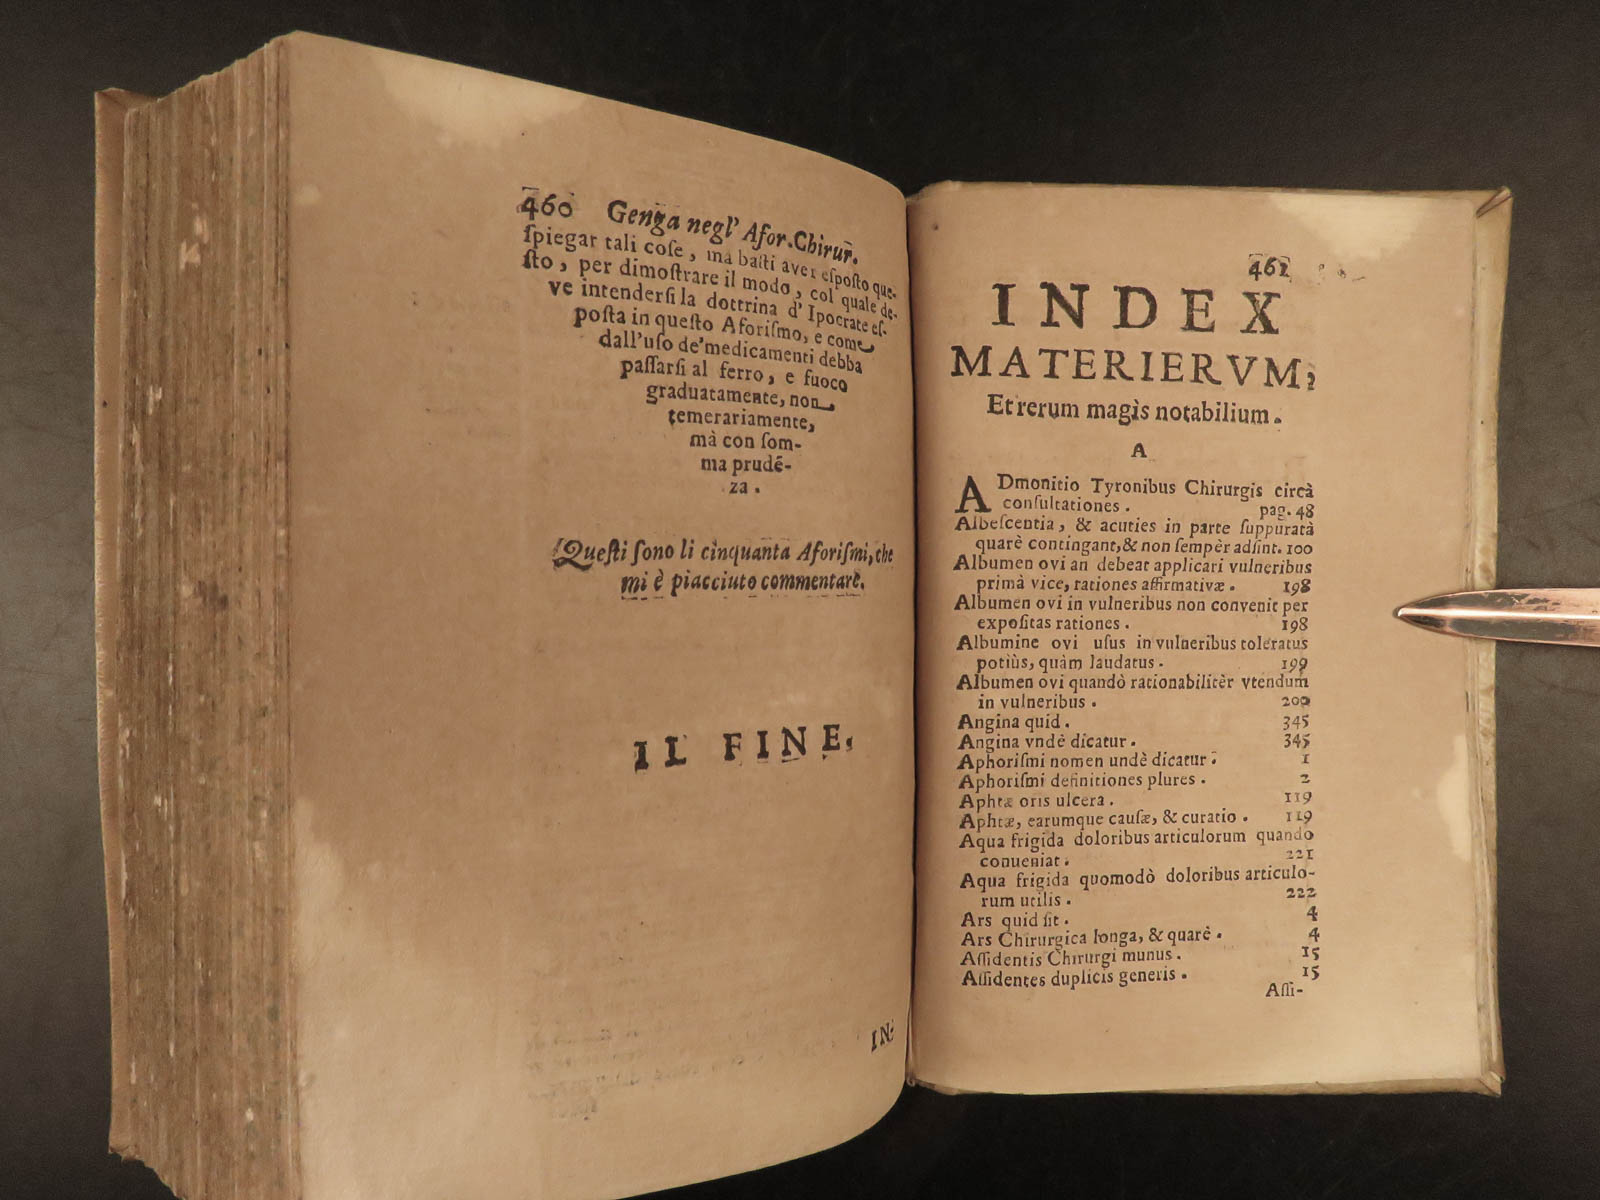 460 Genga negl' Afor. Chirur̃.
ſpiegar tali coſe, ma baſti aver eſpoſto que-
ſto, per dimoſtrare il modo, col quale de-
ve intenderſi la dottrina d' Ipocrate eſ-
poſta in queſto Aforiſmo, e come
dall'uſo de' medicamenti debba
paſſarſi al ferro, e fuoco
graduatamente, non
temerariamente,
mà con ſom-
ma prudẽ-
za.
Queſti ſono li cinquanta Aforiſmi, che
mi è piacciuto commentare.
IL FINE.
IN-
461
INDEX
MATERIERVM,
Et rerum magis notabilium.
A
ADmonitio Tyronibus Chirurgis circà
conſultationes. pag. 48
Albeſcentia, & acuties in parte ſuppuratà
quarè contingant, & non ſempèr adſint. 100
Albumen ovi an debeat applicari vulneribus
primà vice, rationes affirmativæ. 198
Albumen ovi in vulneribus non convenit per
expoſitas rationes. 198
Albumine ovi uſus in vulneribus toleratus
potiùs, quàm laudatus. 199
Albumen ovi quandò rationabilitèr vtendum
in vulneribus. 200
Angina quid. 345
Angina vndè dicatur. 345
Aphoriſmi nomen undè dicatur. 1
Aphoriſmi definitiones plures. 2
Aphtæ oris ulcera. 119
Aphtæ, earumque cauſæ, & curatio. 119
Aqua frigida doloribus articulorum quando
conueniat. 221
Aqua frigida quomodò doloribus articulo-
rum utilis. 222
Ars quid ſit. 4
Ars Chirurgica longa, & quarè. 4
Aſſidentis Chirurgi munus. 15
Aſſidentes duplicis generis. 15
Aſſi-